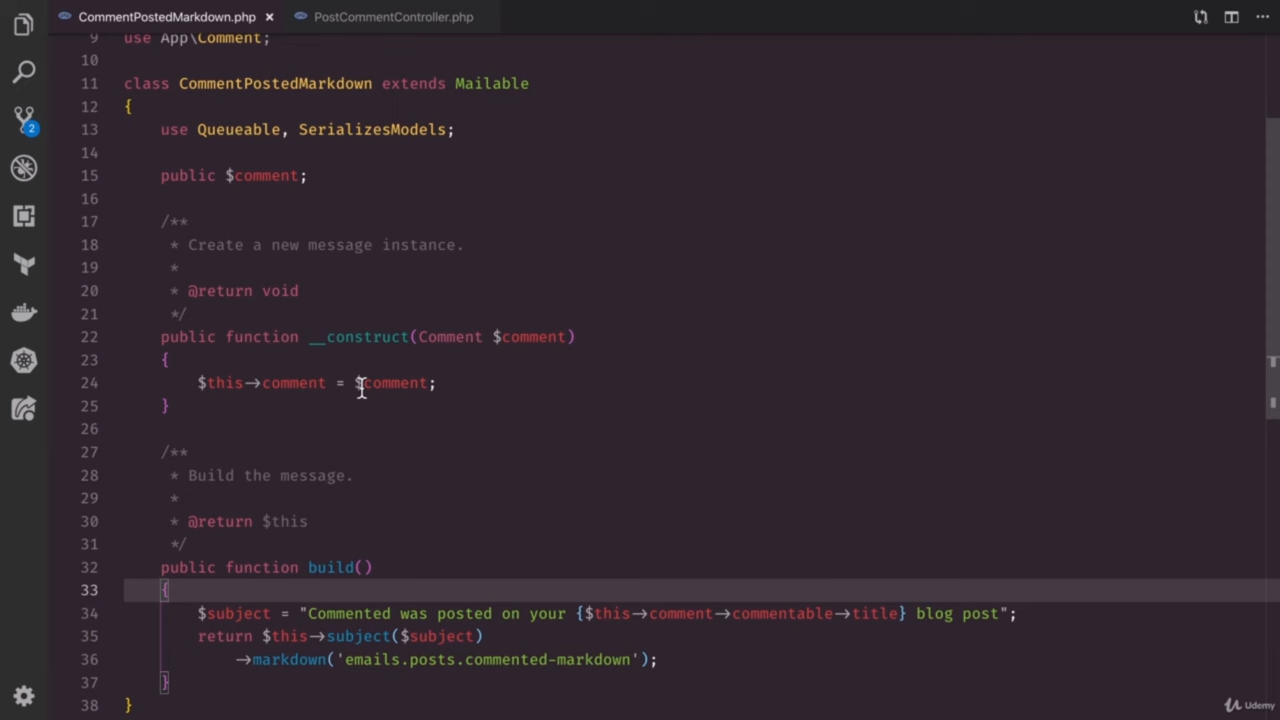 CommentPostedMarkdown.php × PostCommentController.php
9 use App\Comment;
10
11 class CommentPostedMarkdown extends Mailable
12 {
13 use Queueable, SerializesModels;
14
15 public $comment;
16
17 /**
18 * Create a new message instance.
19 *
20 * @return void
21 */
22 public function __construct(Comment $comment)
23 {
24 $this->comment = $comment;
25 }
26
27 /**
28 * Build the message.
29 *
30 * @return $this
31 */
32 public function build()
33 {
34 $subject = "Commented was posted on your {$this->comment->commentable->title} blog post";
35 return $this->subject($subject)
36 ->markdown('emails.posts.commented-markdown');
37 }
38 }
2
Udemy